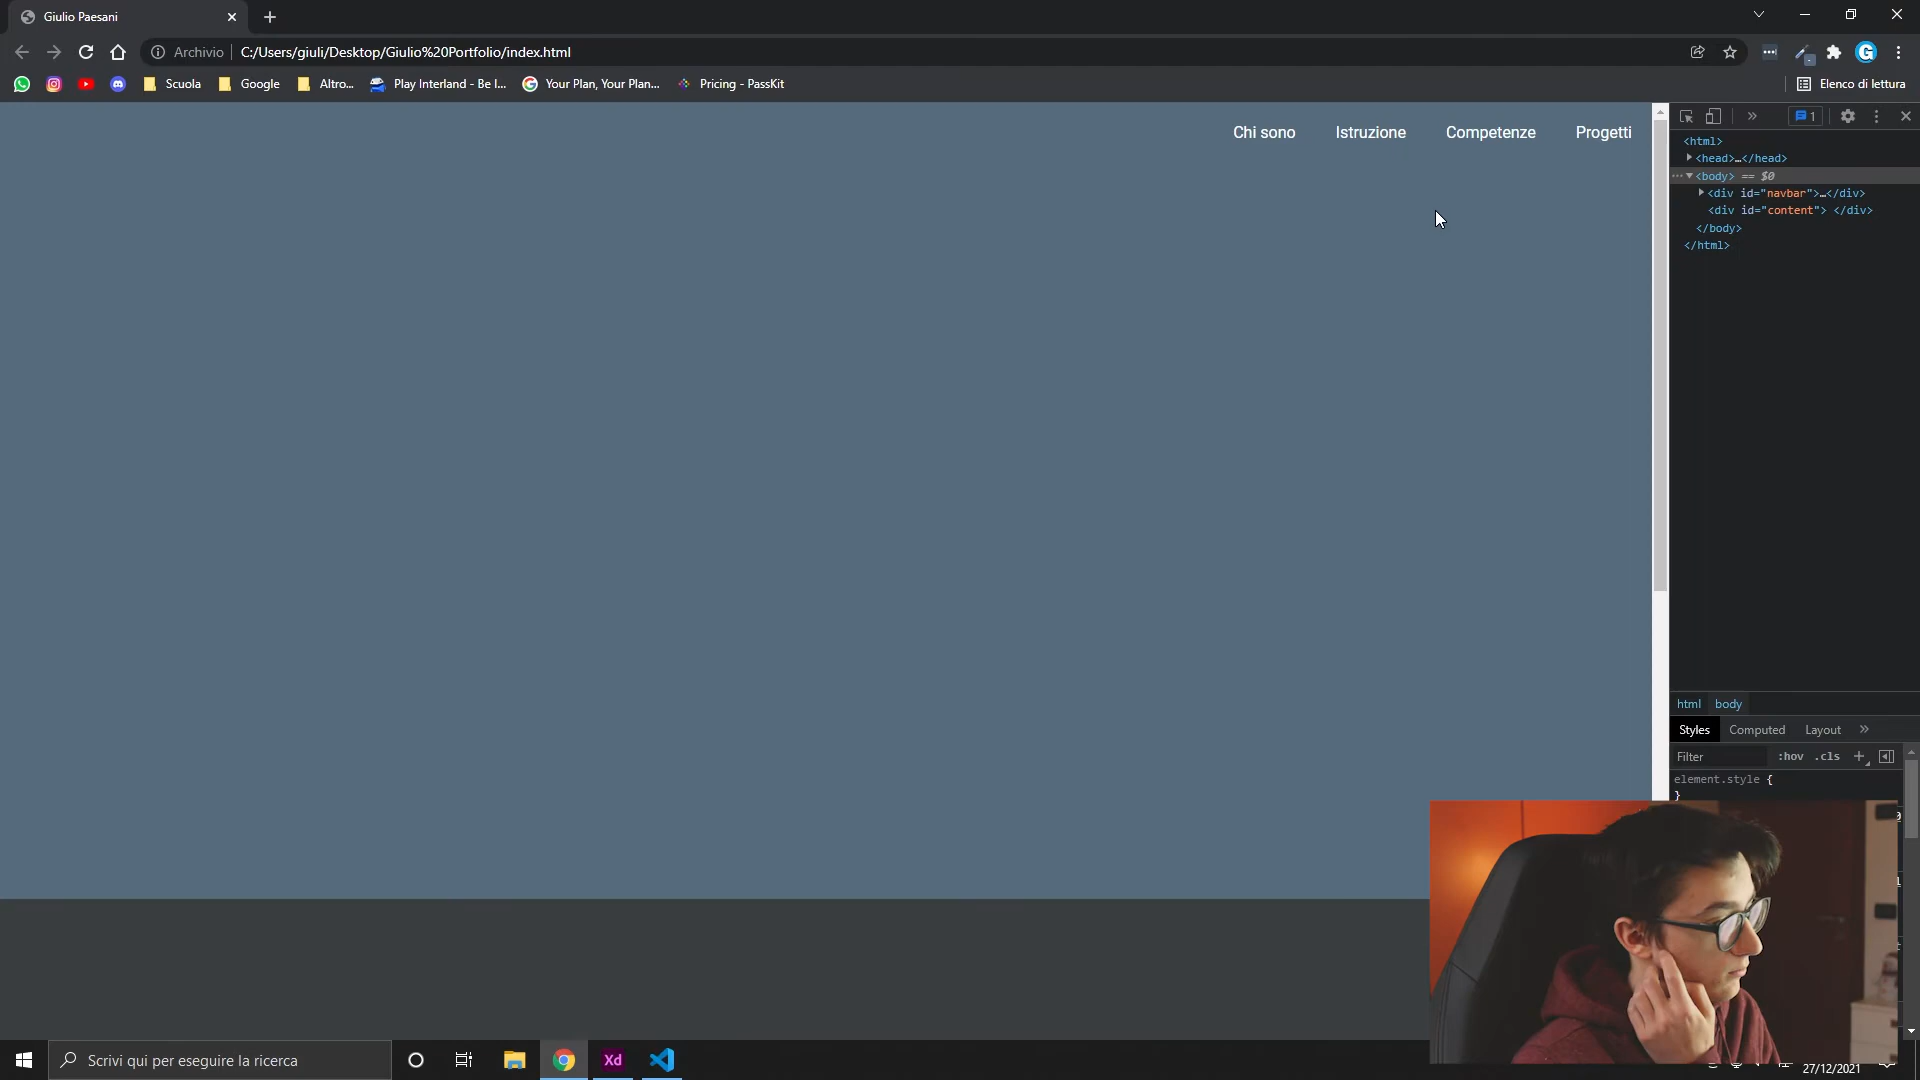 Giulio Paesani
Archivio
C:/Users/giuli/Desktop/Giulio%20Portfolio/index.html
G
Scuola
Google
Altro...
Play Interland - Be I...
Your Plan, Your Plan...
Pricing - PassKit
Elenco di lettura
Chi sono
Istruzione
Competenze
Progetti
1
<html>
<head>…</head>
<body> == $0
<div id="navbar">…</div>
<div id="content"> </div>
</body>
</html>
html
body
Styles
Computed
Layout
Filter
:hov
.cls
element.style {
}
Scrivi qui per eseguire la ricerca
Xd
27/12/2021